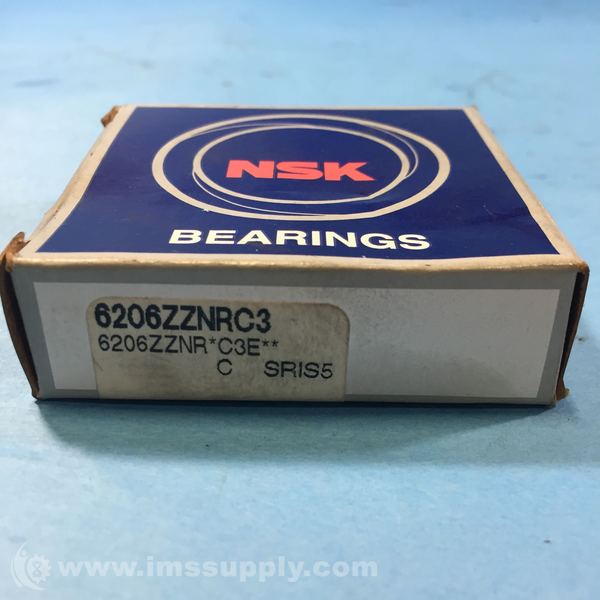 NSK
BEARINGS
6206ZZNRC3
6206ZZNR*C3E**
C SRIS5
www.imssupply.com